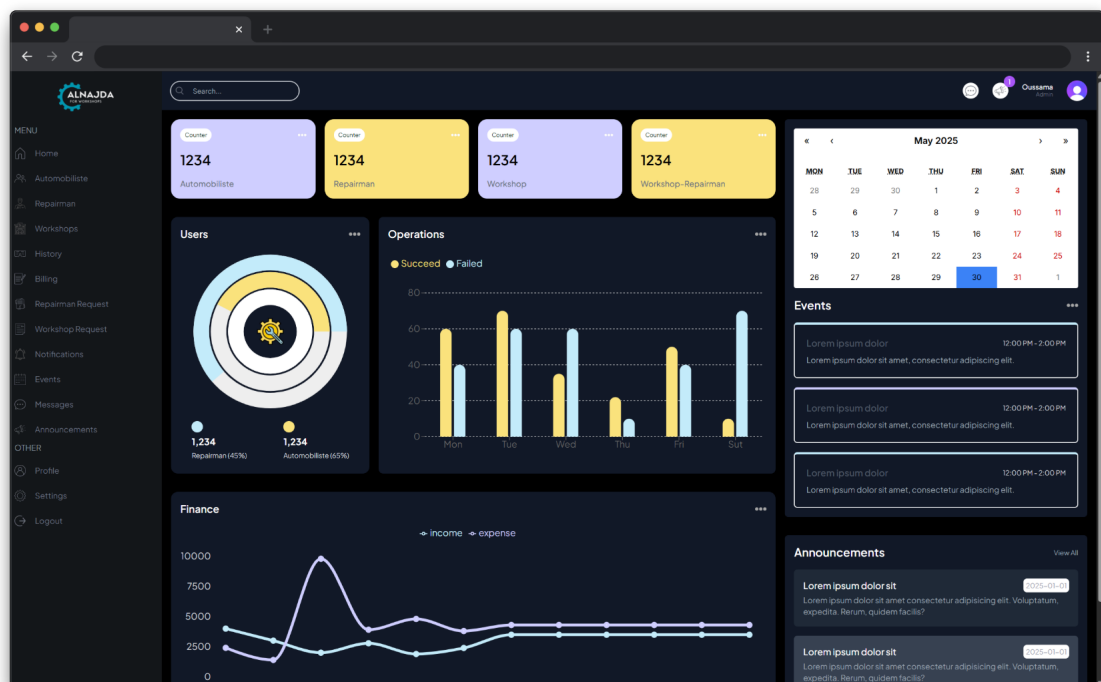 ALNAJDA
FOR WORKSHOPS
Search...
1
Oussama
Admin
MENU
Home
Automobiliste
Repairman
Workshops
History
Billing
Repairman Request
Workshop Request
Notifications
Events
Messages
Announcements
OTHER
Profile
Settings
Logout
Counter
1234
Automobiliste
Counter
1234
Repairman
Counter
1234
Workshop
Counter
1234
Workshop-Repairman
Users
1,234
Repairman (45%)
1,234
Automobiliste (65%)
Operations
Succeed Failed
80
60
40
20
0
Mon Tue Wed Thu Fri Sut
Finance
income expense
10000
7500
5000
2500
0
« ‹ May 2025 › »
MON TUE WED THU FRI SAT SUN
28 29 30 1 2 3 4
5 6 7 8 9 10 11
12 13 14 15 16 17 18
19 20 21 22 23 24 25
26 27 28 29 30 31 1
Events
Lorem ipsum dolor 12:00 PM - 2:00 PM
Lorem ipsum dolor sit amet, consectetur adipiscing elit.
Lorem ipsum dolor 12:00 PM - 2:00 PM
Lorem ipsum dolor sit amet, consectetur adipiscing elit.
Lorem ipsum dolor 12:00 PM - 2:00 PM
Lorem ipsum dolor sit amet, consectetur adipiscing elit.
Announcements View All
Lorem ipsum dolor sit 2025-01-01
Lorem ipsum dolor sit amet consectetur adipisicing elit. Voluptatum,
expedita. Rerum, quidem facilis?
Lorem ipsum dolor sit 2025-01-01
Lorem ipsum dolor sit amet consectetur adipisicing elit. Voluptatum,
expedita. Rerum, quidem facilis?